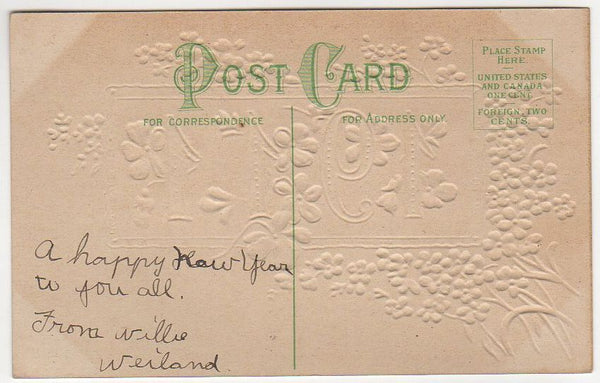 POST CARD
FOR CORRESPONDENCE
FOR ADDRESS ONLY.
PLACE STAMP
HERE.
UNITED STATES
AND CANADA
ONE CENT.
FOREIGN, TWO
CENTS.
A happy New Year
to you all.
From Willie
Weiland.